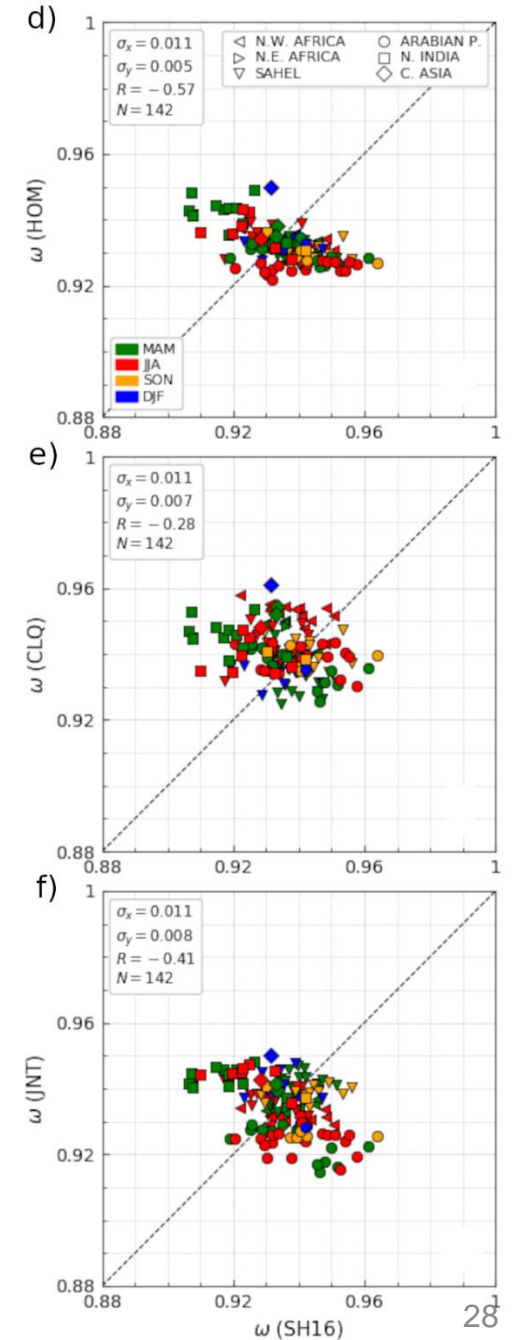 d)
1
σx = 0.011
σy = 0.005
R = −0.57
N = 142
N.W. AFRICA
N.E. AFRICA
SAHEL
ARABIAN P.
N. INDIA
C. ASIA
0.96
ω (HOM)
0.92
MAM
JJA
SON
DJF
0.88
0.88 0.92 0.96 1
e)
1
σx = 0.011
σy = 0.007
R = −0.28
N = 142
0.96
ω (CLQ)
0.92
0.88
0.88 0.92 0.96 1
f)
1
σx = 0.011
σy = 0.008
R = −0.41
N = 142
0.96
ω (JNT)
0.92
0.88
0.88 0.92 0.96 1
ω (SH16)
28